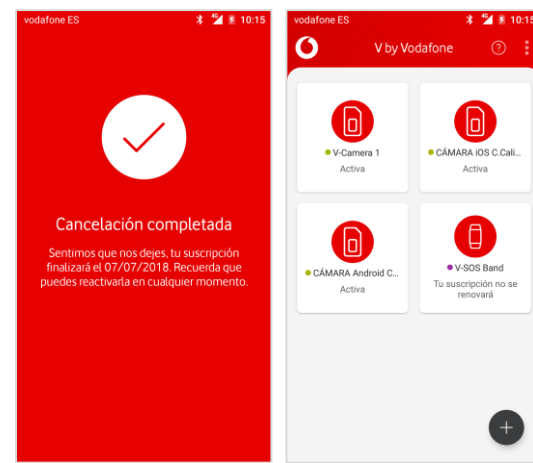 vodafone ES
4G
10:15
Cancelación completada
Sentimos que nos dejes, tu suscripción
finalizará el 07/07/2018. Recuerda que
puedes reactivarla en cualquier momento.
vodafone ES
4G
10:15
V by Vodafone
?
V-Camera 1
Activa
CÁMARA iOS C.Cali...
Activa
CÁMARA Android C...
Activa
V-SOS Band
Tu suscripción no se
renovará
+